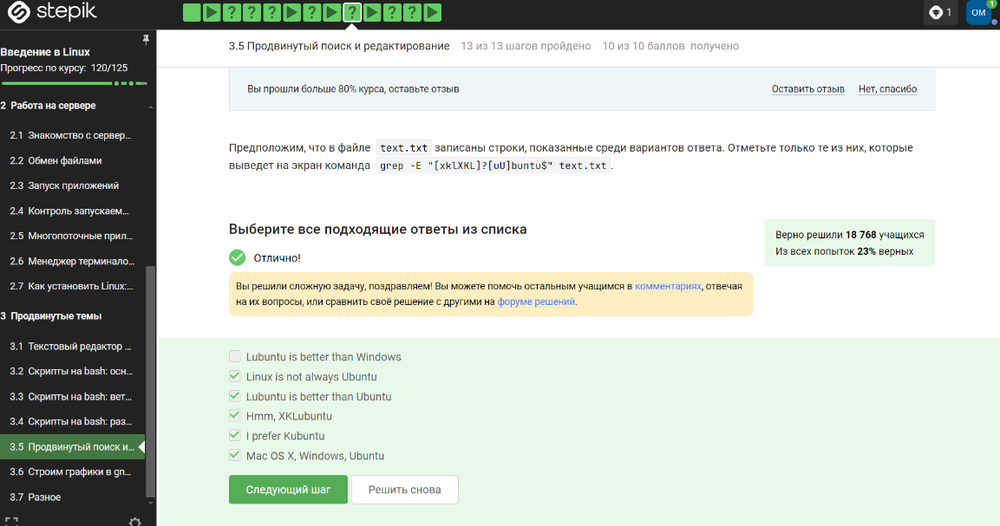 stepik
1
OM
1
Введение в Linux
Прогресс по курсу: 120/125
2 Работа на сервере
2.1 Знакомство с сервер...
2.2 Обмен файлами
2.3 Запуск приложений
2.4 Контроль запускаем...
2.5 Многопоточные прил...
2.6 Менеджер терминало...
2.7 Как установить Linux:...
3 Продвинутые темы
3.1 Текстовый редактор ...
3.2 Скрипты на bash: осн...
3.3 Скрипты на bash: вет...
3.4 Скрипты на bash: раз...
3.5 Продвинутый поиск и...
3.6 Строим графики в gn...
3.7 Разное
3.5 Продвинутый поиск и редактирование 13 из 13 шагов пройдено 10 из 10 баллов получено
Вы прошли больше 80% курса, оставьте отзыв Оставить отзыв Нет, спасибо
Предположим, что в файле text.txt записаны строки, показанные среди вариантов ответа. Отметьте только те из них, которые
выведет на экран команда grep -E "[xklXKL]?[uU]buntu$" text.txt.
Выберите все подходящие ответы из списка
Отлично!
Верно решили 18 768 учащихся
Из всех попыток 23% верных
Вы решили сложную задачу, поздравляем! Вы можете помочь остальным учащимся в комментариях, отвечая
на их вопросы, или сравнить своё решение с другими на форуме решений.
Lubuntu is better than Windows
Linux is not always Ubuntu
Lubuntu is better than Ubuntu
Hmm, XKLubuntu
I prefer Kubuntu
Mac OS X, Windows, Ubuntu
Следующий шаг Решить снова